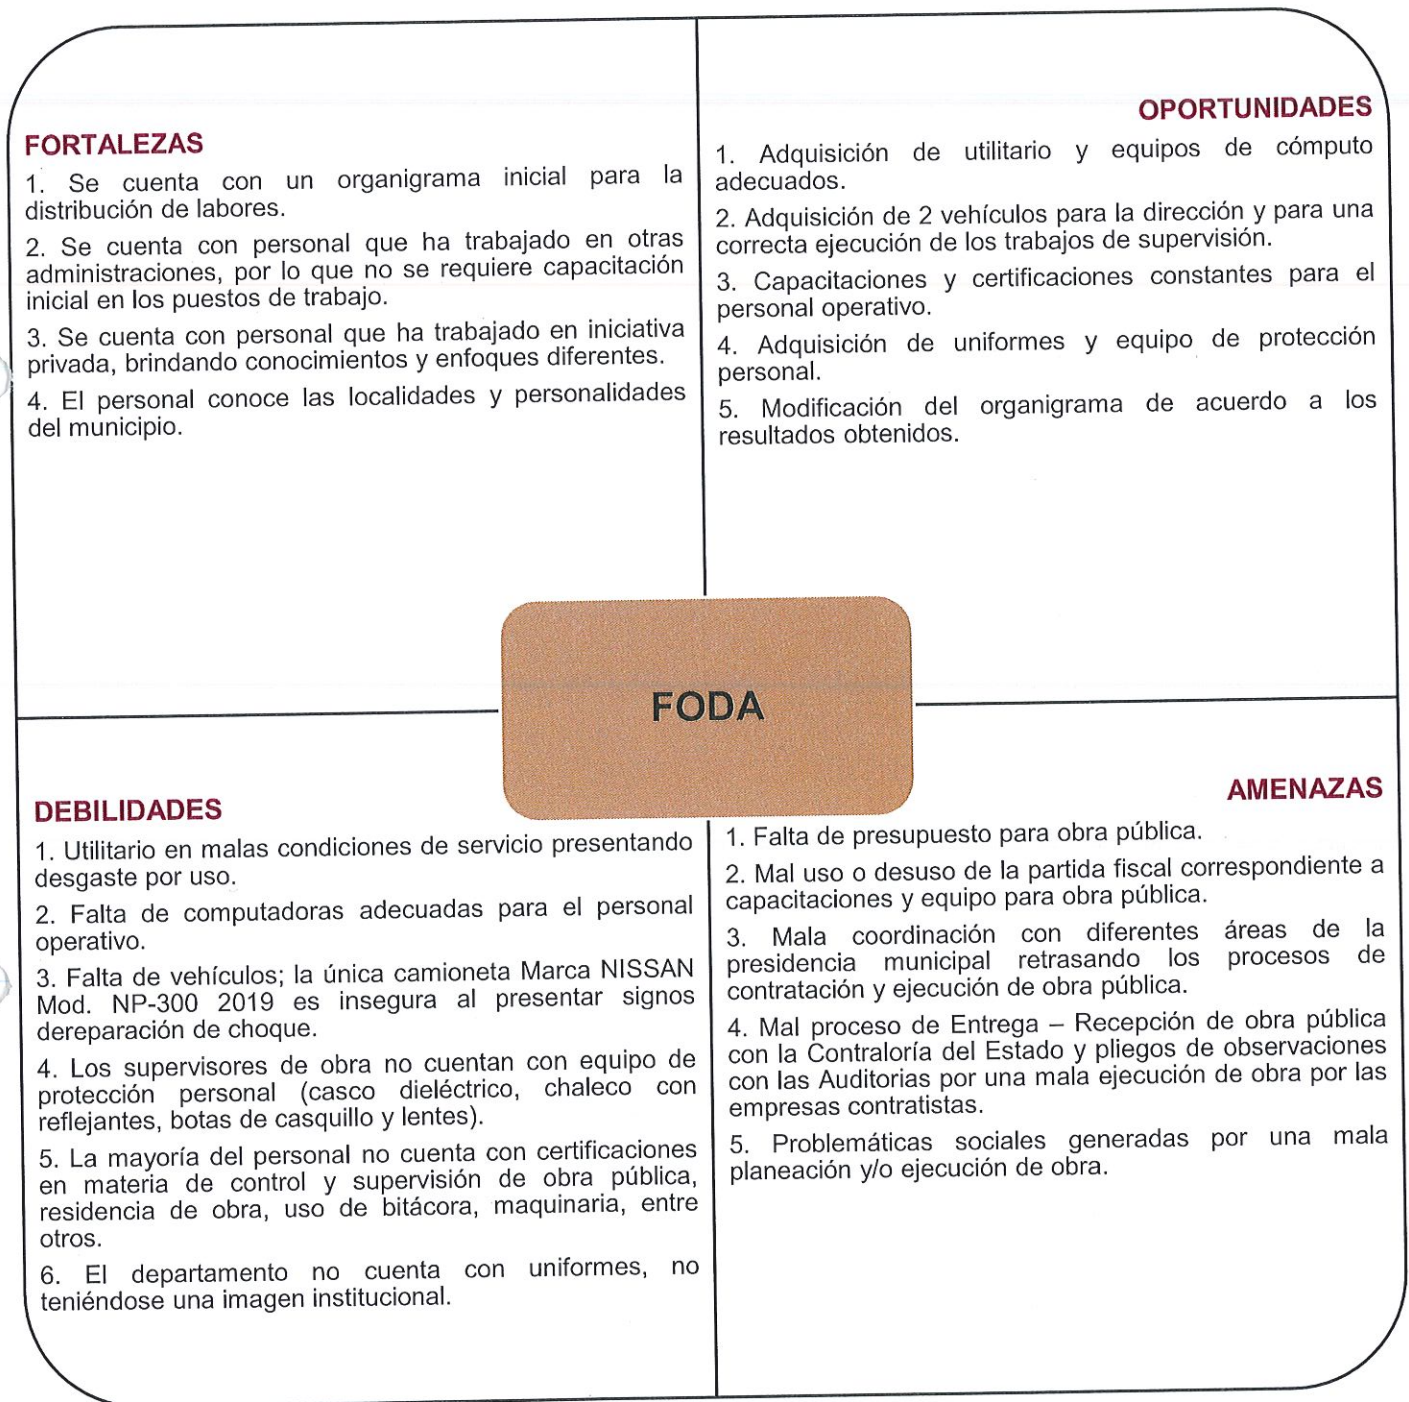 FORTALEZAS
1. Se cuenta con un organigrama inicial para la
distribución de labores.
2. Se cuenta con personal que ha trabajado en otras
administraciones, por lo que no se requiere capacitación
inicial en los puestos de trabajo.
3. Se cuenta con personal que ha trabajado en iniciativa
privada, brindando conocimientos y enfoques diferentes.
4. El personal conoce las localidades y personalidades
del municipio.
OPORTUNIDADES
1. Adquisición de utilitario y equipos de cómputo
adecuados.
2. Adquisición de 2 vehículos para la dirección y para una
correcta ejecución de los trabajos de supervisión.
3. Capacitaciones y certificaciones constantes para el
personal operativo.
4. Adquisición de uniformes y equipo de protección
personal.
5. Modificación del organigrama de acuerdo a los
resultados obtenidos.
FODA
DEBILIDADES
1. Utilitario en malas condiciones de servicio presentando
desgaste por uso.
2. Falta de computadoras adecuadas para el personal
operativo.
3. Falta de vehículos; la única camioneta Marca NISSAN
Mod. NP-300 2019 es insegura al presentar signos
dereparación de choque.
4. Los supervisores de obra no cuentan con equipo de
protección personal (casco dieléctrico, chaleco con
reflejantes, botas de casquillo y lentes).
5. La mayoría del personal no cuenta con certificaciones
en materia de control y supervisión de obra pública,
residencia de obra, uso de bitácora, maquinaria, entre
otros.
6. El departamento no cuenta con uniformes, no
teniéndose una imagen institucional.
AMENAZAS
1. Falta de presupuesto para obra pública.
2. Mal uso o desuso de la partida fiscal correspondiente a
capacitaciones y equipo para obra pública.
3. Mala coordinación con diferentes áreas de la
presidencia municipal retrasando los procesos de
contratación y ejecución de obra pública.
4. Mal proceso de Entrega – Recepción de obra pública
con la Contraloría del Estado y pliegos de observaciones
con las Auditorias por una mala ejecución de obra por las
empresas contratistas.
5. Problemáticas sociales generadas por una mala
planeación y/o ejecución de obra.